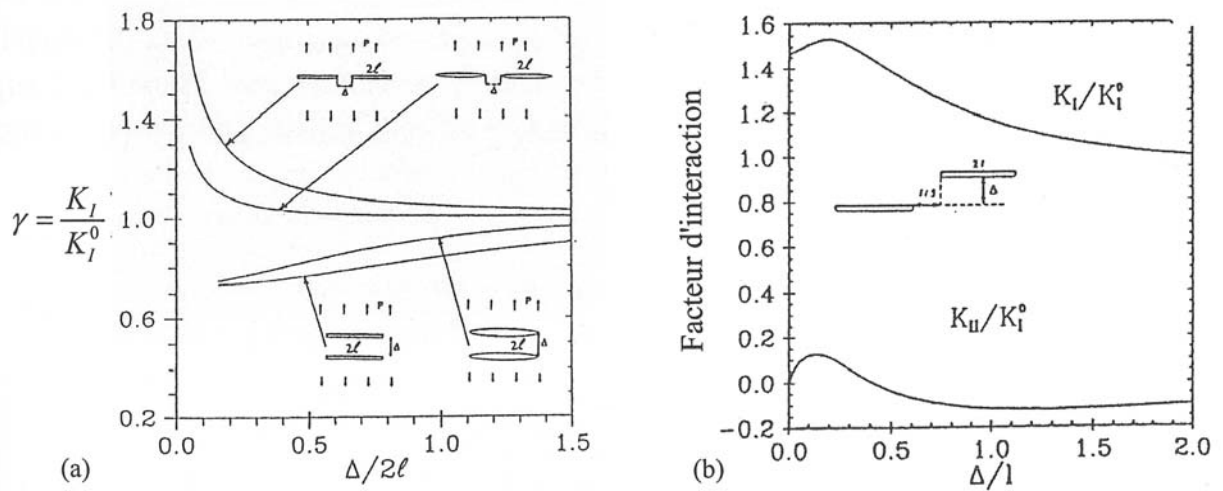 1.8
1.6
1.4
1.2
1.0
0.8
0.6
0.4
0.2
γ = K_I / K_I^0
P
2ℓ
Δ
P
2ℓ
Δ
P
2ℓ
Δ
P
2ℓ
Δ
0.0 0.5 1.0 1.5
(a)
Δ/2ℓ
1.6
1.4
1.2
1.0
0.8
0.6
0.4
0.2
0.0
-0.2
Facteur d'interaction
K_I/K_I^0
2l
Δ
K_II/K_I^0
0.0 0.5 1.0 1.5 2.0
(b)
Δ/l